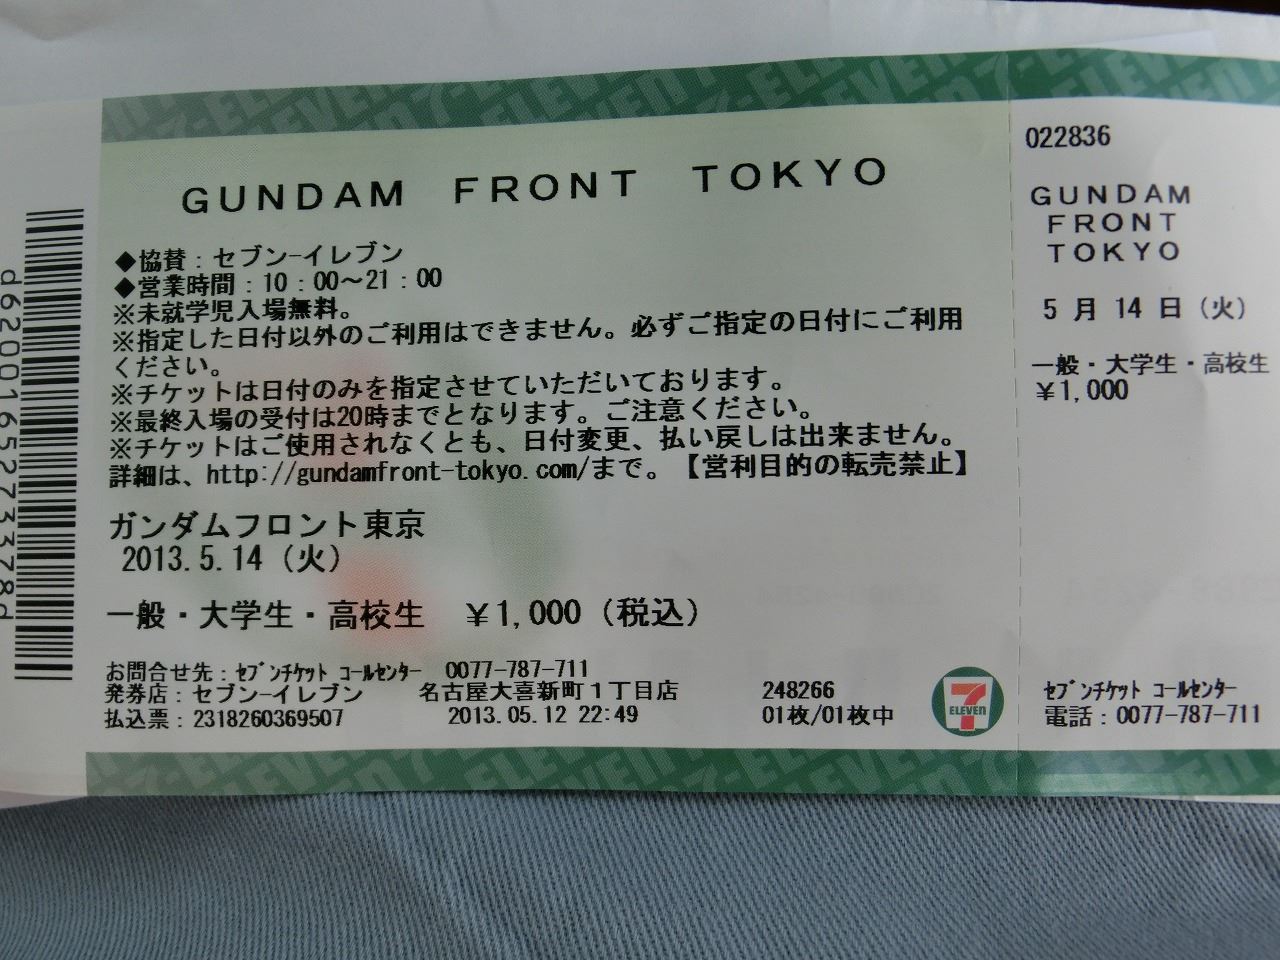 GUNDAM FRONT TOKYO
◆協賛：セブン-イレブン
◆営業時間：10：00～21：00
※未就学児入場無料。
※指定した日付以外のご利用はできません。必ずご指定の日付にご利用
ください。
※チケットは日付のみを指定させていただいております。
※最終入場の受付は20時までとなります。ご注意ください。
※チケットはご使用されなくとも、日付変更、払い戻しは出来ません。
詳細は、http://gundamfront-tokyo.com/まで。【営利目的の転売禁止】
ガンダムフロント東京
2013.5.14（火）
一般・大学生・高校生　￥1,000（税込）
お問合せ先：ｾﾌﾞﾝﾁｹｯﾄ ｺｰﾙｾﾝﾀｰ 0077-787-711
発券店：セブン-イレブン 名古屋大喜新町１丁目店 248266
払込票：2318260369507 2013.05.12 22:49 01枚/01枚中
7 ELEVEN
022836
GUNDAM
FRONT
TOKYO
5 月 14 日（火）
一般・大学生・高校生
￥1,000
ｾﾌﾞﾝﾁｹｯﾄ ｺｰﾙｾﾝﾀｰ
電話：0077-787-711
d6200165273378d